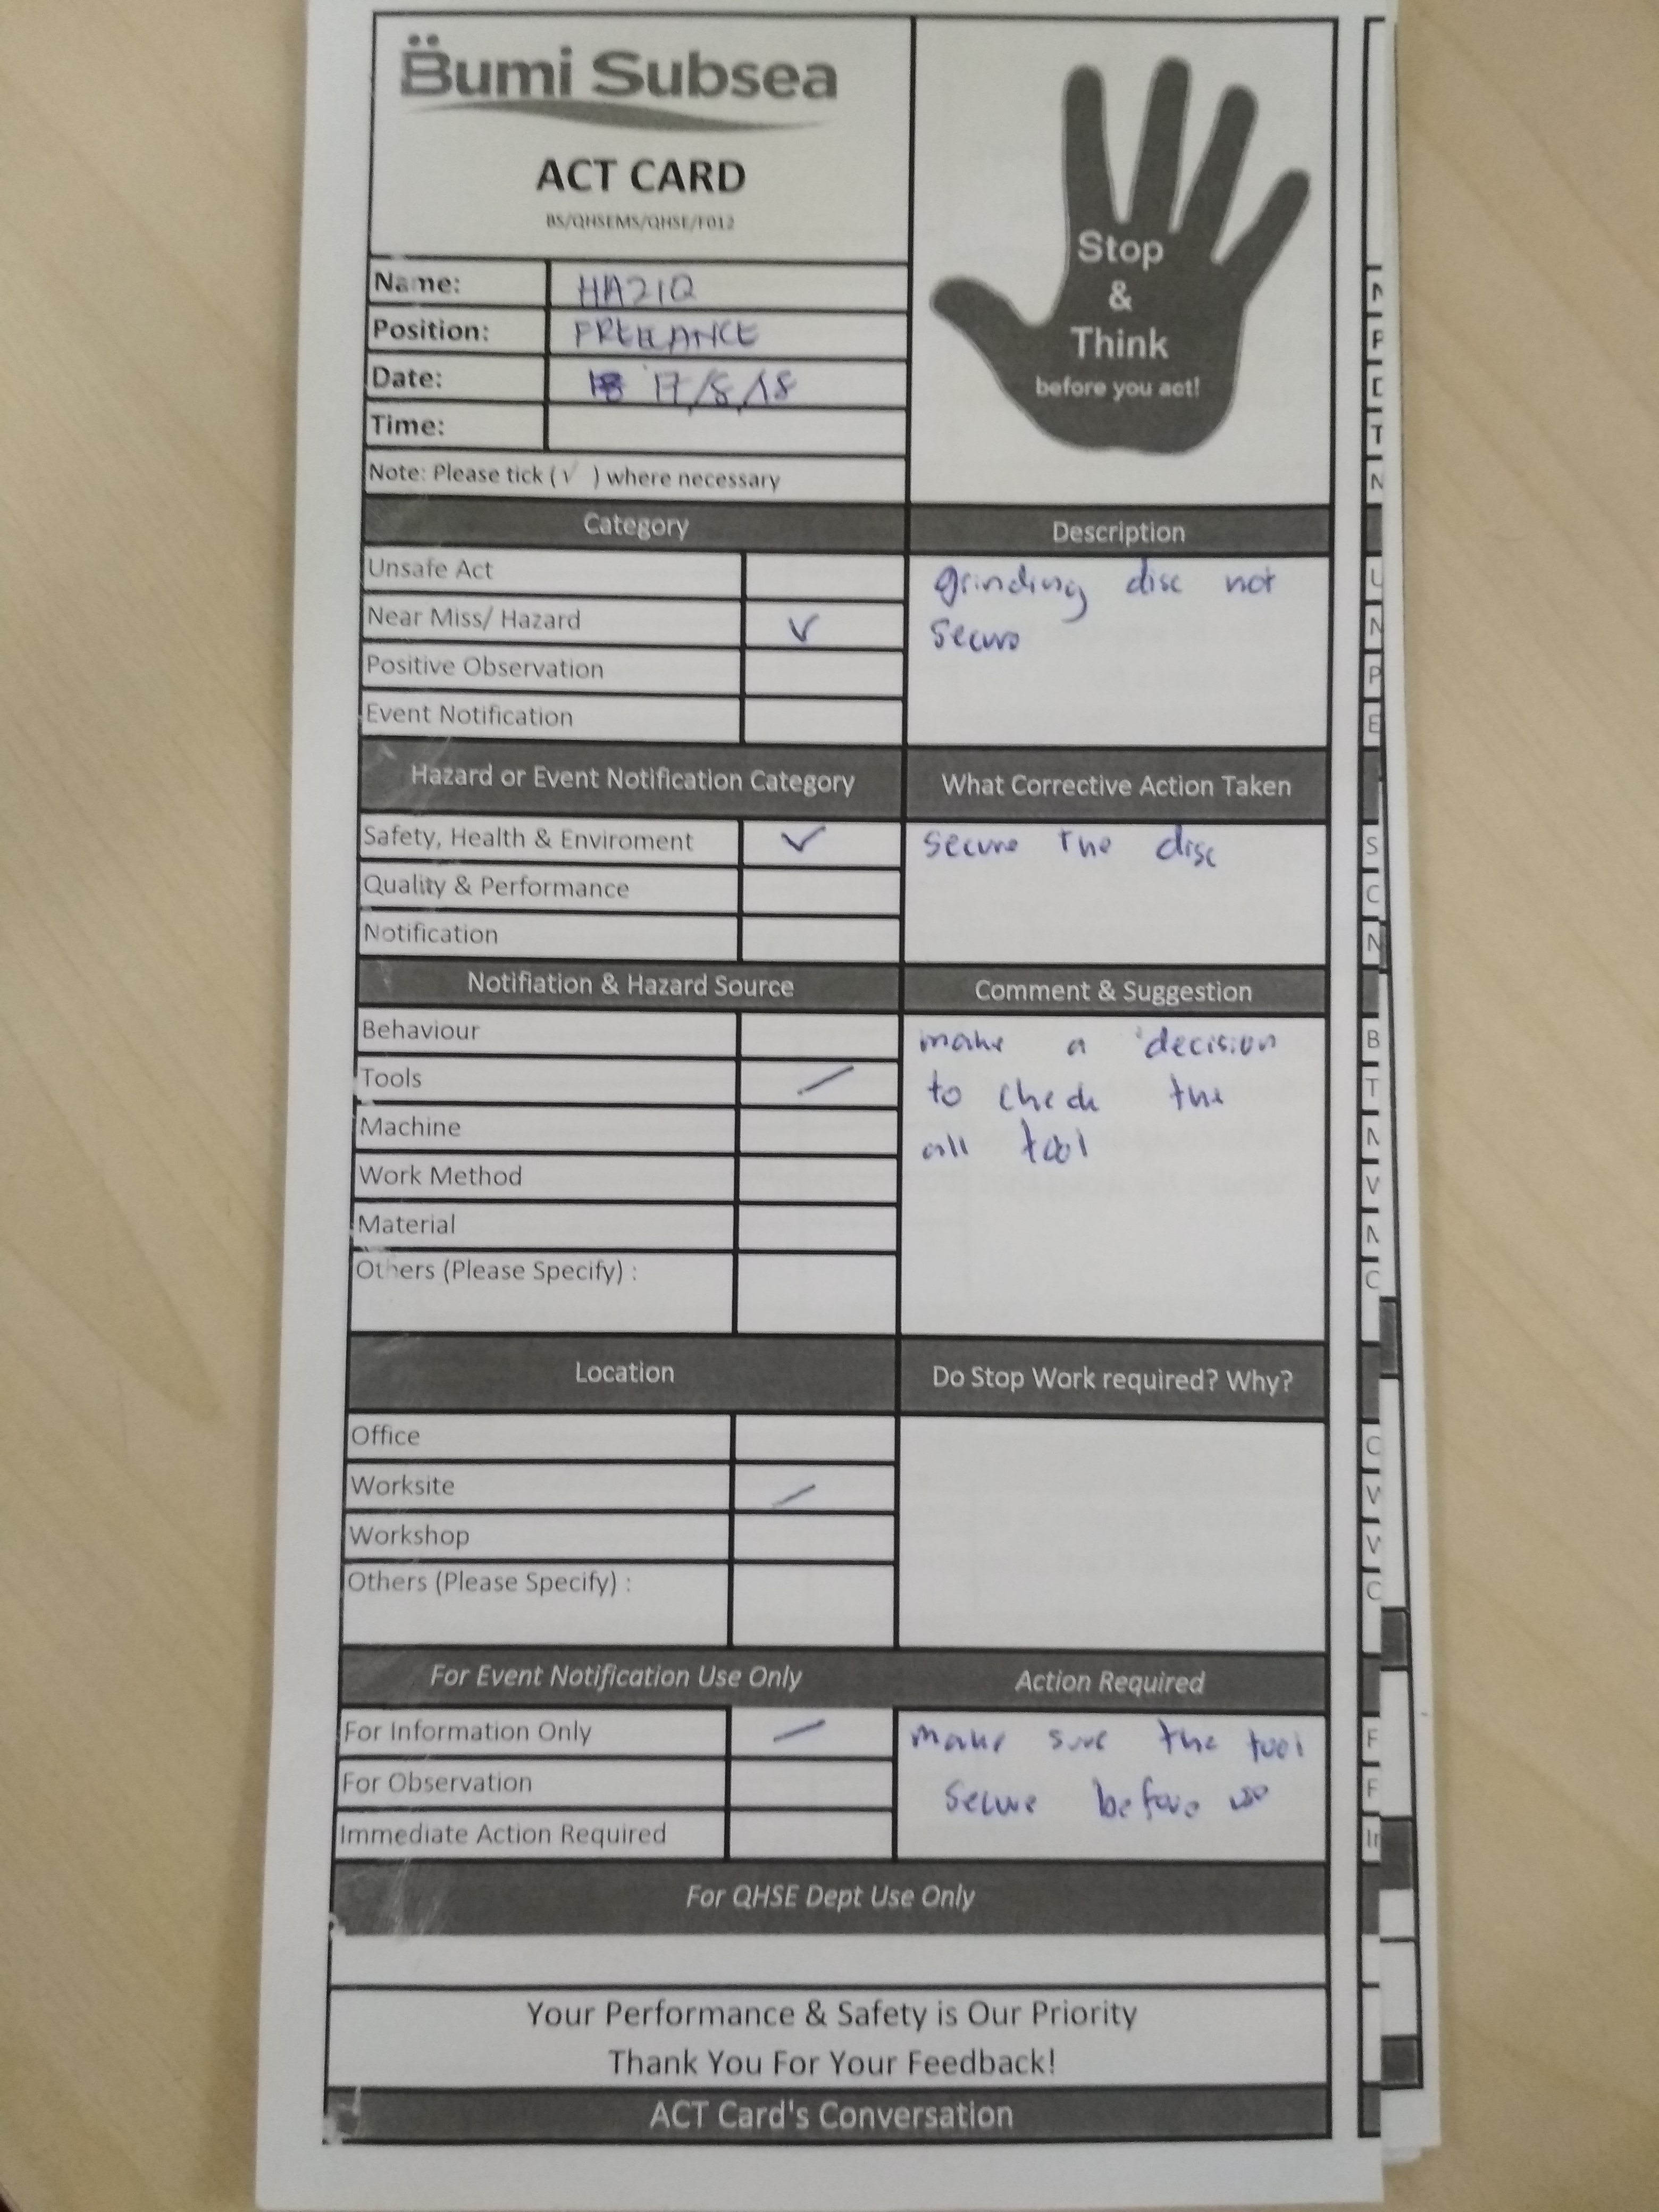 Bumi Subsea
ACT CARD
BS/QHSEMS/QHSE/F012
Stop
&
Think
before you act!
Name: HAZIQ
Position: FREELANCE
Date: 17/8/18
Time:
Note: Please tick (√ ) where necessary
Category
Unsafe Act
Near Miss/ Hazard √
Positive Observation
Event Notification
Description
grinding disc not
secure
Hazard or Event Notification Category
Safety, Health & Enviroment √
Quality & Performance
Notification
What Corrective Action Taken
secure the disc
Notifiation & Hazard Source
Behaviour
Tools /
Machine
Work Method
Material
Others (Please Specify) :
Comment & Suggestion
make a decision
to check the
all tool
Location
Office
Worksite /
Workshop
Others (Please Specify) :
Do Stop Work required? Why?
For Event Notification Use Only
For Information Only /
For Observation
Immediate Action Required
Action Required
make sure the tool
secure before use
For QHSE Dept Use Only
Your Performance & Safety is Our Priority
Thank You For Your Feedback!
ACT Card's Conversation